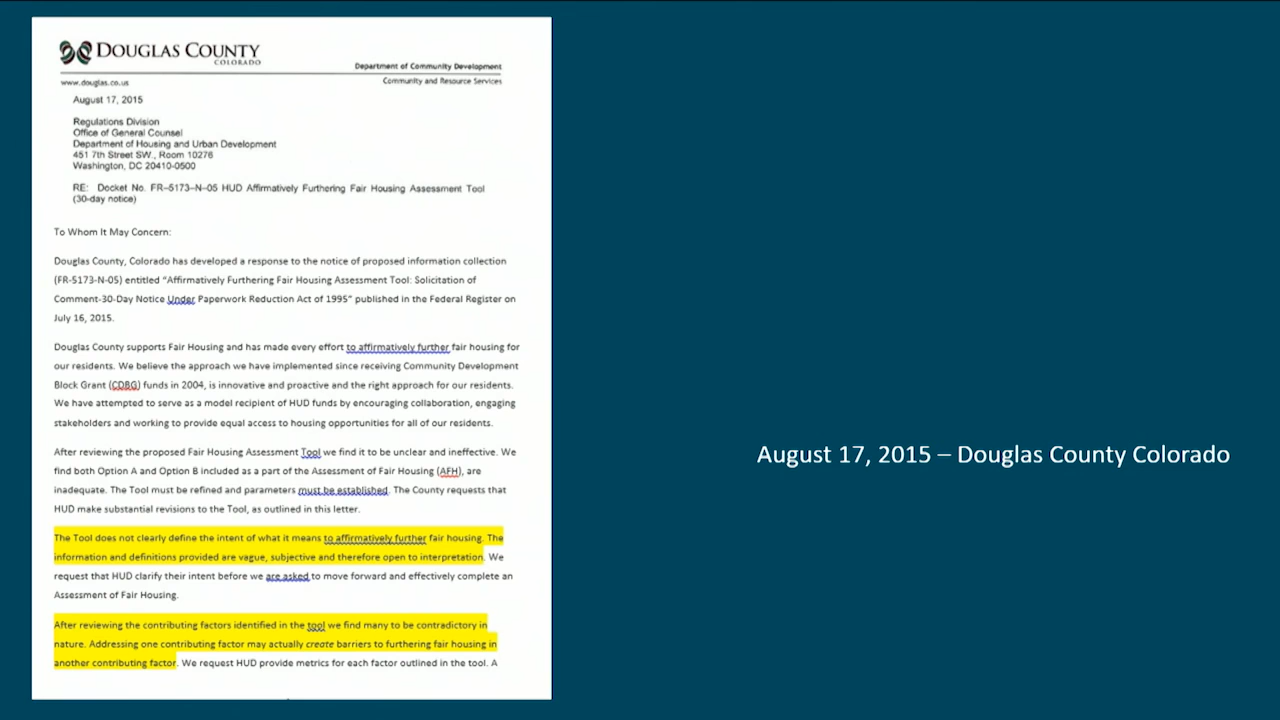 DOUGLAS COUNTY
COLORADO
Department of Community Development
www.douglas.co.us
Community and Resource Services
August 17, 2015
Regulations Division
Office of General Counsel
Department of Housing and Urban Development
451 7th Street SW., Room 10276
Washington, DC 20410-0500
RE: Docket No. FR–5173–N–05 HUD Affirmatively Furthering Fair Housing Assessment Tool
(30-day notice)
To Whom It May Concern:
Douglas County, Colorado has developed a response to the notice of proposed information collection
(FR-5173-N-05) entitled “Affirmatively Furthering Fair Housing Assessment Tool: Solicitation of
Comment-30-Day Notice Under Paperwork Reduction Act of 1995” published in the Federal Register on
July 16, 2015.
Douglas County supports Fair Housing and has made every effort to affirmatively further fair housing for
our residents. We believe the approach we have implemented since receiving Community Development
Block Grant (CDBG) funds in 2004, is innovative and proactive and the right approach for our residents.
We have attempted to serve as a model recipient of HUD funds by encouraging collaboration, engaging
stakeholders and working to provide equal access to housing opportunities for all of our residents.
After reviewing the proposed Fair Housing Assessment Tool we find it to be unclear and ineffective. We
find both Option A and Option B included as a part of the Assessment of Fair Housing (AFH), are
inadequate. The Tool must be refined and parameters must be established. The County requests that
HUD make substantial revisions to the Tool, as outlined in this letter.
The Tool does not clearly define the intent of what it means to affirmatively further fair housing. The
information and definitions provided are vague, subjective and therefore open to interpretation. We
request that HUD clarify their intent before we are asked to move forward and effectively complete an
Assessment of Fair Housing.
After reviewing the contributing factors identified in the tool we find many to be contradictory in
nature. Addressing one contributing factor may actually create barriers to furthering fair housing in
another contributing factor. We request HUD provide metrics for each factor outlined in the tool. A
August 17, 2015 – Douglas County Colorado